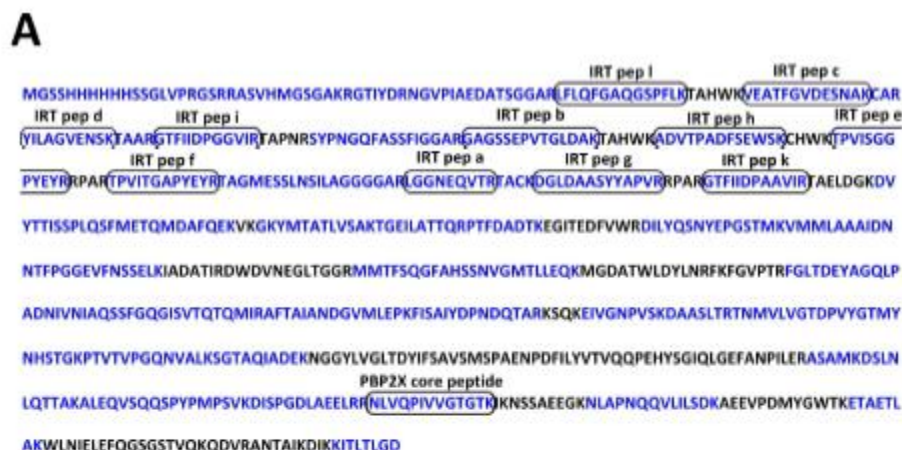 A
IRT pep l IRT pep c
MGSSHHHHHHSSGLVPRGSRRASVHMGSGAKRGTIYDRNGVPIAEDATSGGARLFLQFGAQGSPFLKTAHWKVEATFGVDESNAKCAR
IRT pep d IRT pep i IRT pep b IRT pep h IRT pep e
YILAGVENSKTAARGTFIIDPGGVIRTAPNRSYPNGQFASSFIGGARGAGSSEPVTGLDAKTAHWKADVTPADFSEWSKCHWKTPVISGG
IRT pep f IRT pep a IRT pep g IRT pep k
PYEYRRPARTPVITGAPYEYRTAGMESSLNSILAGGGGARLGGNEQVTRTACKDGLDAASYYAPVRRPARGTFIIDPAAVIRTAELDGKDV
YTTISSPLQSFMETQMDAFQEKVKGKYMTATLVSAKTGEILATTQRPTFDADTKEGITEDFVWRDILYQSNYEPGSTMKVMMLAAAIDN
NTFPGGEVFNSSELKIADATIRDWDVNEGLTGGRMMTFSQGFAHSSNVGMTLLEQKMGDATWLDYLNRFKFGVPTRFGLTDEYAGQLP
ADNIVNIAQSSFGQGISVTQTQMIRAFTAIANDGVMLEPKFISAIYDPNDQTARKSQKEIVGNPVSKDAASLTRTNMVLVGTDPVYGTMY
NHSTGKPTVTVPGQNVALKSGTAQIADEKNGGYLVGLTDYIFSAVSMSPAENPDFILYVTVQQPEHYSGIQLGEFANPILERASAMKDSLN
PBP2X core peptide
LQTTAKALEQVSQQSPYPMPSVKDISPGDLAEELRRNLVQPIVVGTGTKIKNSSAEEGKNLAPNQQVLILSDKAEEVPDMYGWTKETAETL
AKWLNIELEFQGSGSTVQKQDVRANTAIKDIKKITLTLGD